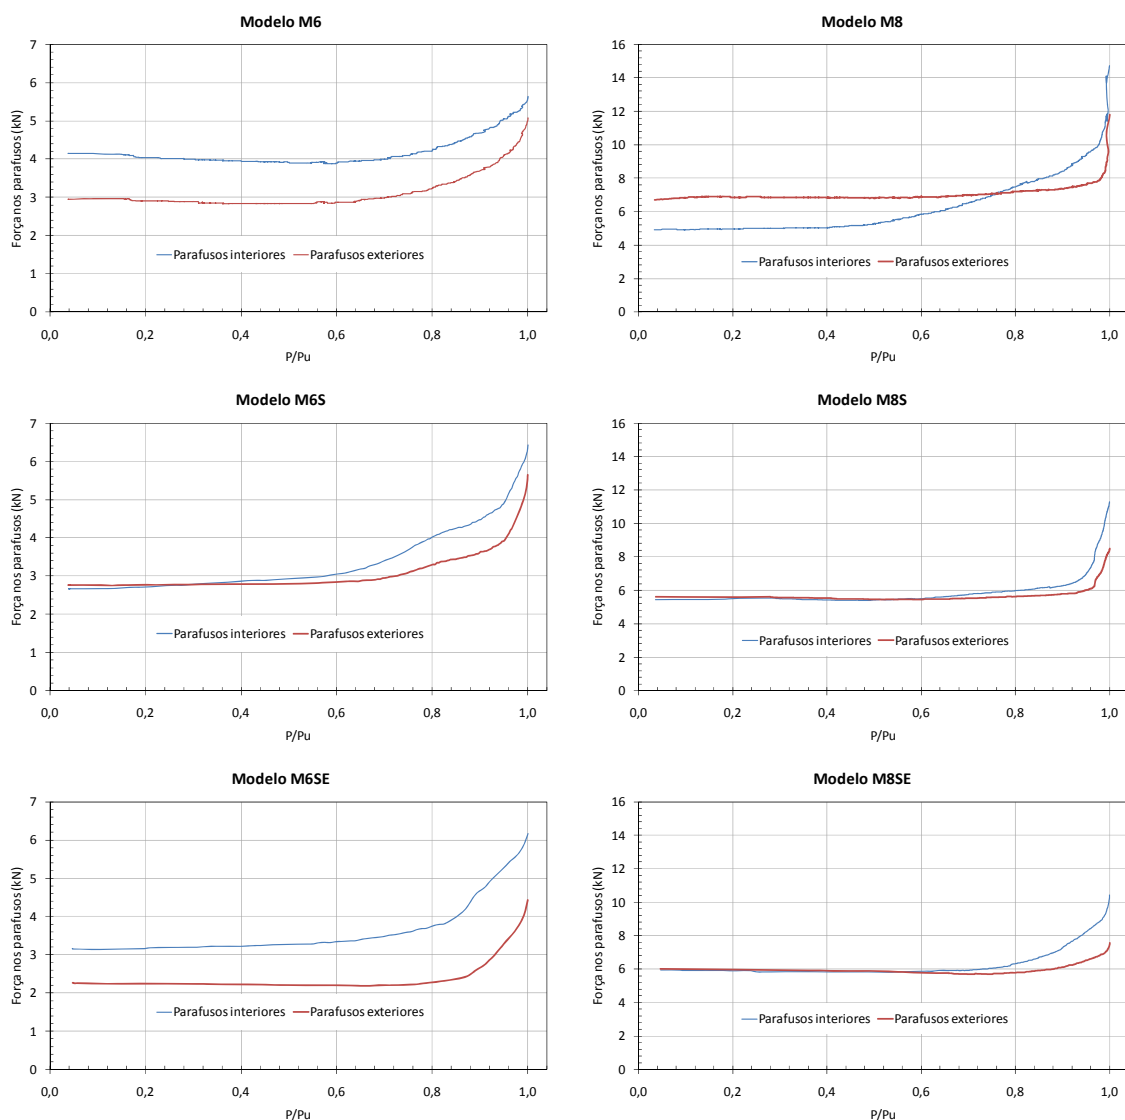 Modelo M6
Força nos parafusos (kN)
7
6
5
4
3
2
1
0
Parafusos interiores
Parafusos exteriores
0,0 0,2 0,4 0,6 0,8 1,0
P/Pu
Modelo M8
Força nos parafusos (kN)
16
14
12
10
8
6
4
2
0
Parafusos interiores
Parafusos exteriores
0,0 0,2 0,4 0,6 0,8 1,0
P/Pu
Modelo M6S
Força nos parafusos (kN)
7
6
5
4
3
2
1
0
Parafusos interiores
Parafusos exteriores
0,0 0,2 0,4 0,6 0,8 1,0
P/Pu
Modelo M8S
Força nos parafusos (kN)
16
14
12
10
8
6
4
2
0
Parafusos interiores
Parafusos exteriores
0,0 0,2 0,4 0,6 0,8 1,0
P/Pu
Modelo M6SE
Força nos parafusos (kN)
7
6
5
4
3
2
1
0
Parafusos interiores
Parafusos exteriores
0,0 0,2 0,4 0,6 0,8 1,0
P/Pu
Modelo M8SE
Força nos parafusos (kN)
16
14
12
10
8
6
4
2
0
Parafusos interiores
Parafusos exteriores
0,0 0,2 0,4 0,6 0,8 1,0
P/Pu